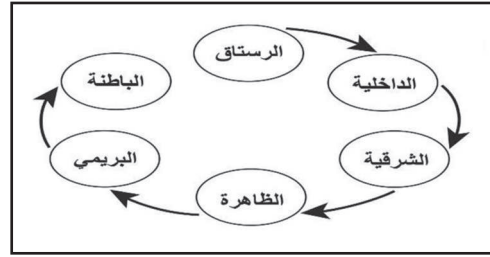 الرستاق
الداخلية
الشرقية
الظاهرة
البريمي
الباطنة